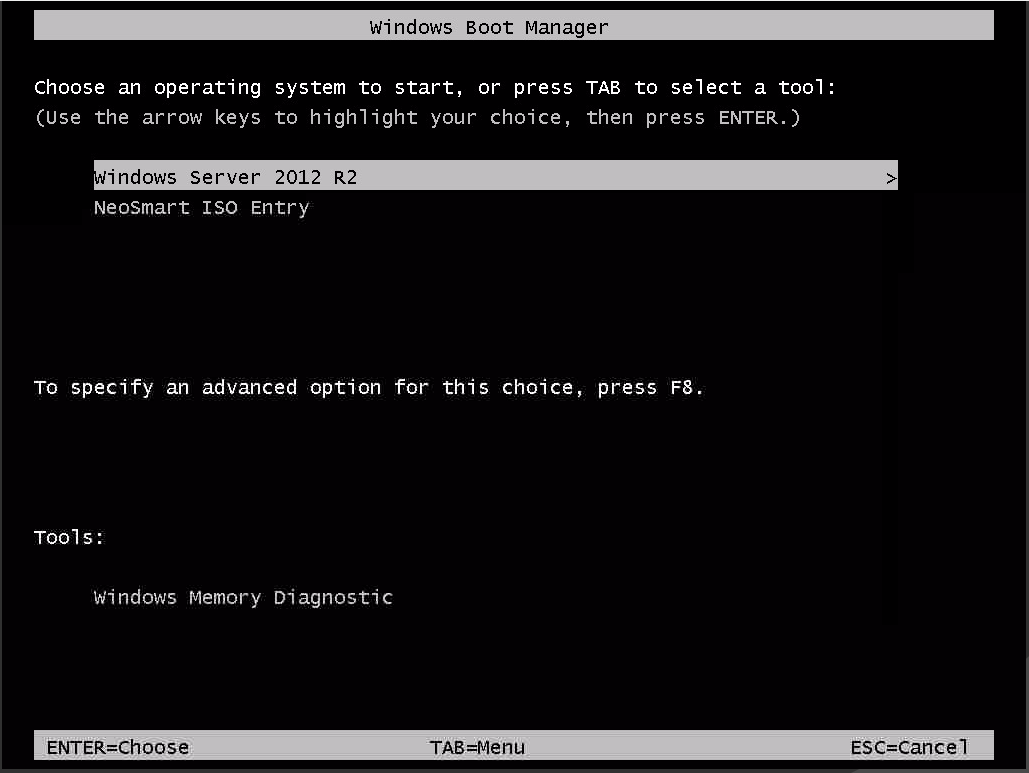 Windows Boot Manager
Choose an operating system to start, or press TAB to select a tool:
(Use the arrow keys to highlight your choice, then press ENTER.)
Windows Server 2012 R2 >
NeoSmart ISO Entry
To specify an advanced option for this choice, press F8.
Tools:
Windows Memory Diagnostic
ENTER=Choose TAB=Menu ESC=Cancel